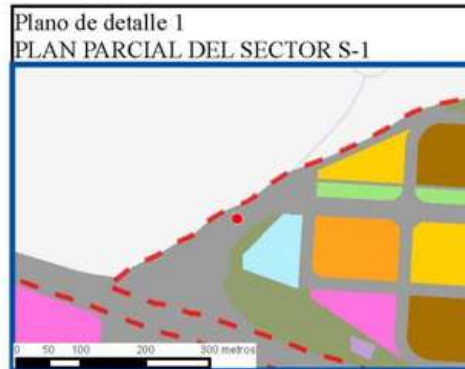 Plano de detalle 1
PLAN PARCIAL DEL SECTOR S-1
0 50 100 200 300 metros